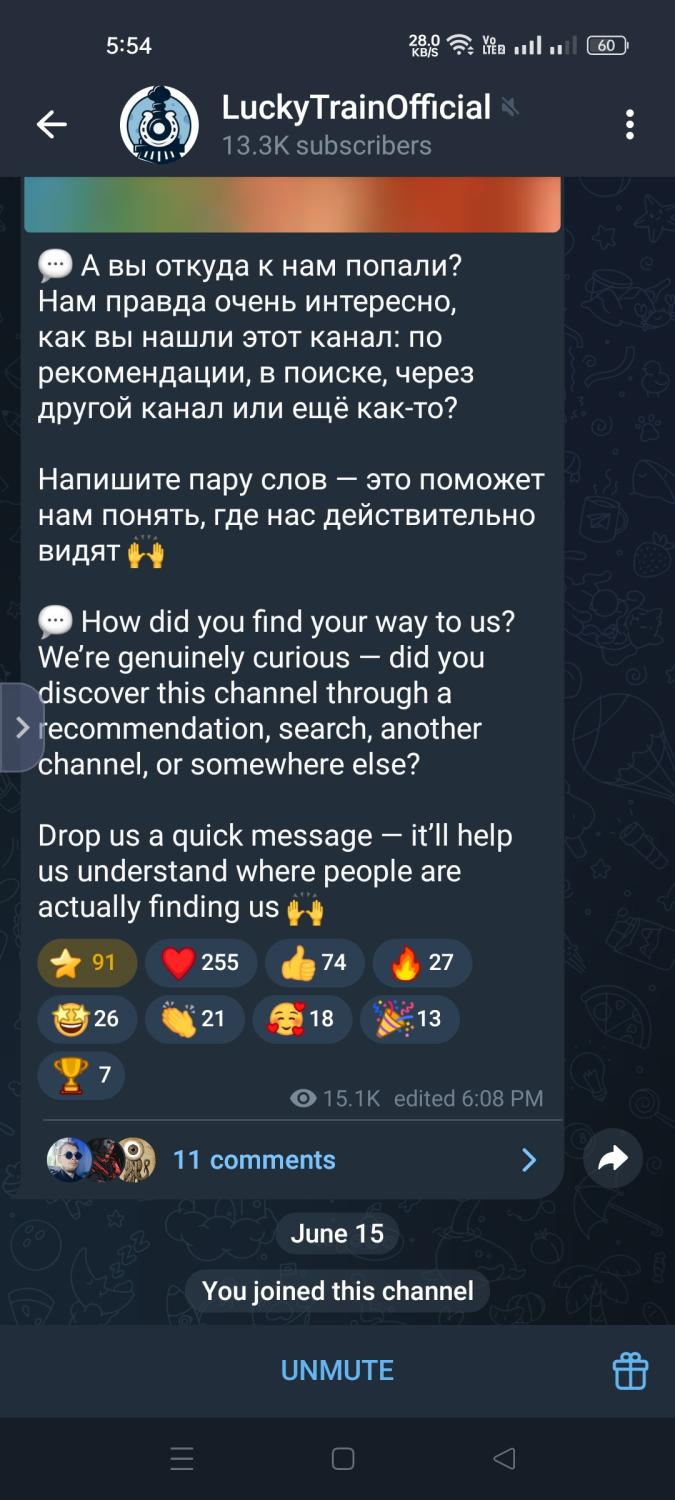 5:54
28.0 KB/S
Vo LTE2
60
LuckyTrainOfficial
13.3K subscribers
А вы откуда к нам попали?
Нам правда очень интересно,
как вы нашли этот канал: по
рекомендации, в поиске, через
другой канал или ещё как-то?
Напишите пару слов — это поможет
нам понять, где нас действительно
видят 🙌
How did you find your way to us?
We’re genuinely curious — did you
discover this channel through a
recommendation, search, another
channel, or somewhere else?
Drop us a quick message — it’ll help
us understand where people are
actually finding us 🙌
⭐ 91 ❤️ 255 👍 74 🔥 27
🤩 26 👏 21 🥰 18 🎉 13
🏆 7
15.1K edited 6:08 PM
11 comments
June 15
You joined this channel
UNMUTE